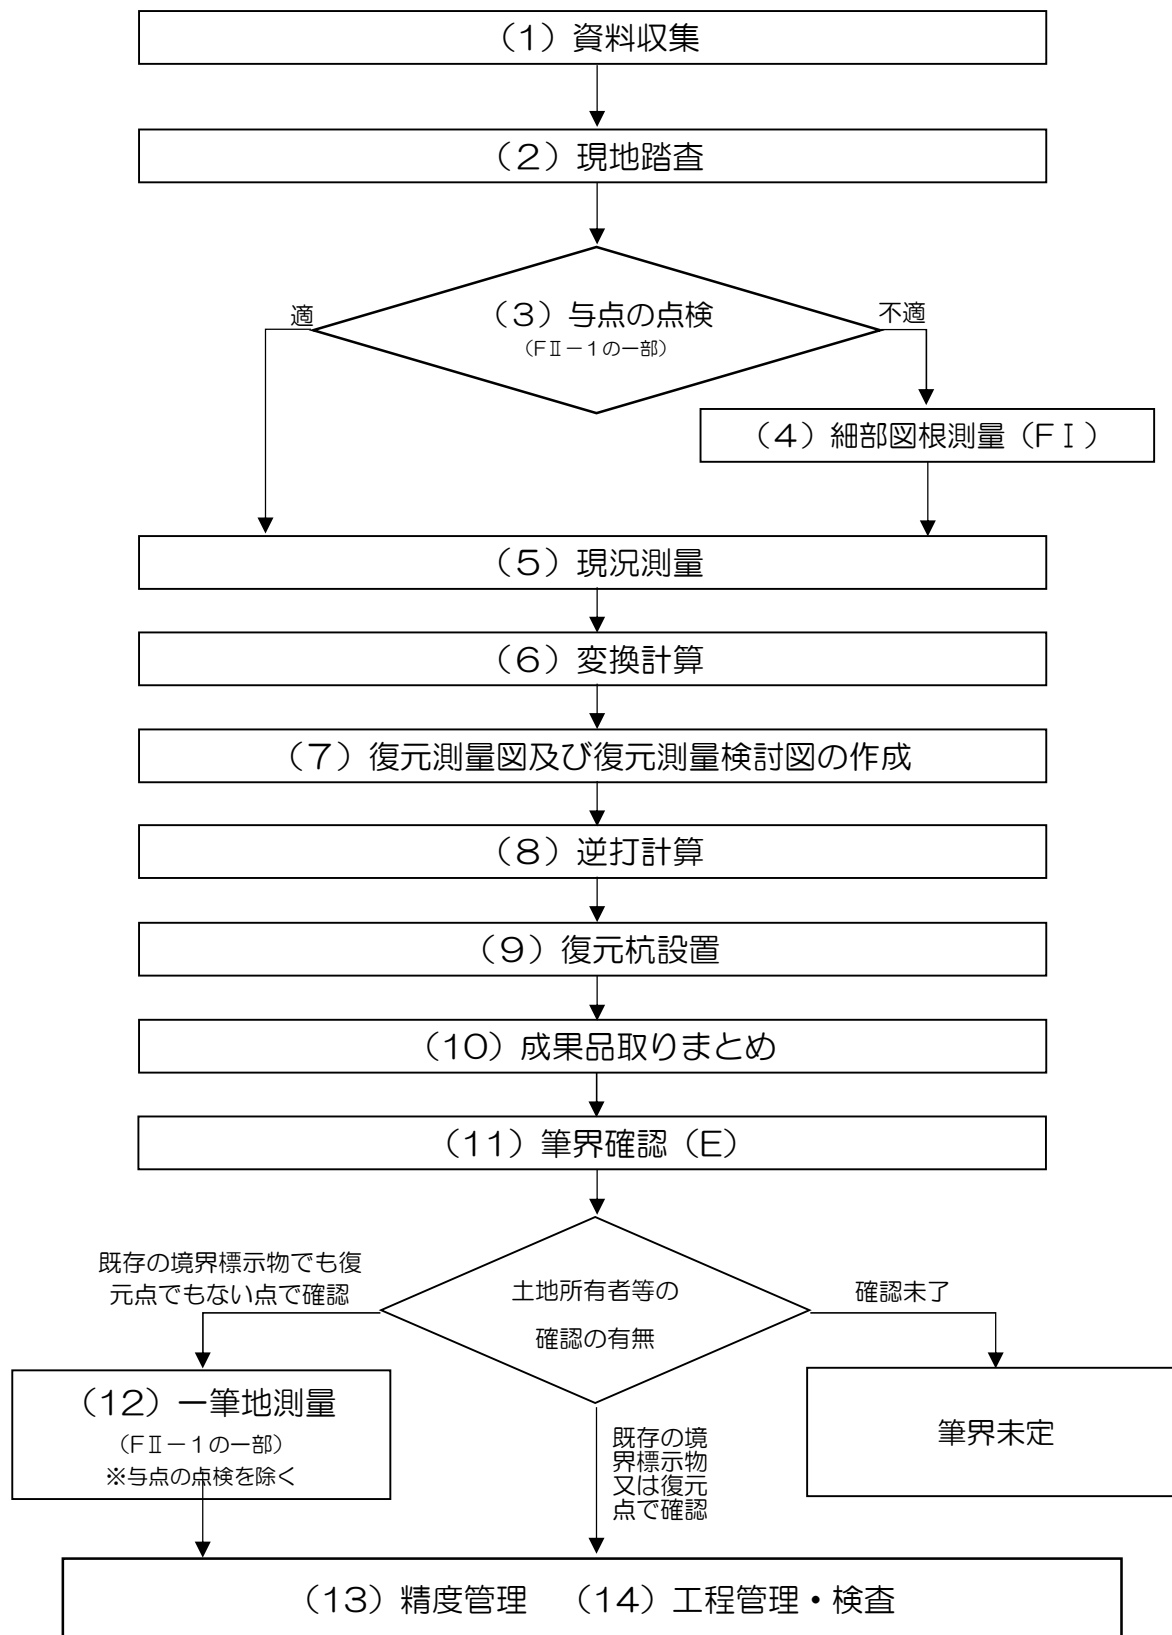 （1）資料収集
（2）現地踏査
（3）与点の点検
（FⅡ－1の一部）
適
不適
（4）細部図根測量（FⅠ）
（5）現況測量
（6）変換計算
（7）復元測量図及び復元測量検討図の作成
（8）逆打計算
（9）復元杭設置
（10）成果品取りまとめ
（11）筆界確認（E）
既存の境界標示物でも復
元点でもない点で確認
土地所有者等の
確認の有無
確認未了
（12）一筆地測量
（FⅡ－1の一部）
※与点の点検を除く
既存の境
界標示物
又は復元
点で確認
筆界未定
（13）精度管理　（14）工程管理・検査